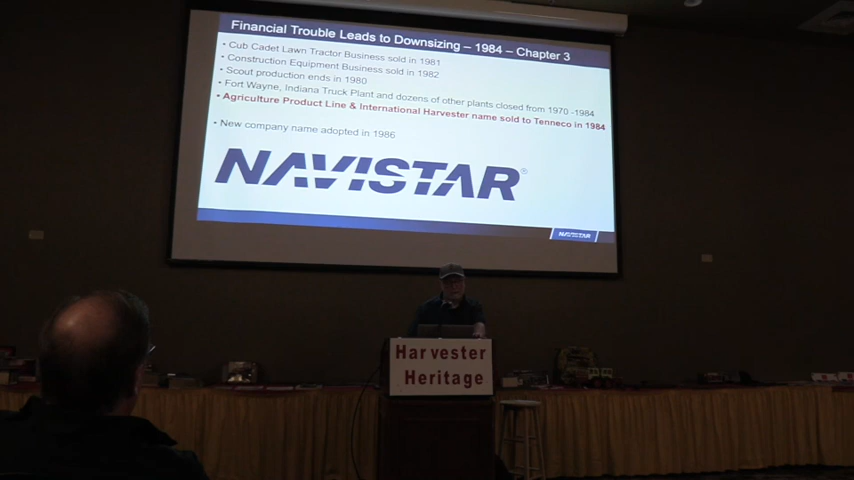 Financial Trouble Leads to Downsizing – 1984 – Chapter 3
• Cub Cadet Lawn Tractor Business sold in 1981
• Construction Equipment Business sold in 1982
• Scout production ends in 1980
• Fort Wayne, Indiana Truck Plant and dozens of other plants closed from 1970 -1984
• Agriculture Product Line & International Harvester name sold to Tenneco in 1984
• New company name adopted in 1986
NAVISTAR®
NAVISTAR
Harvester
Heritage